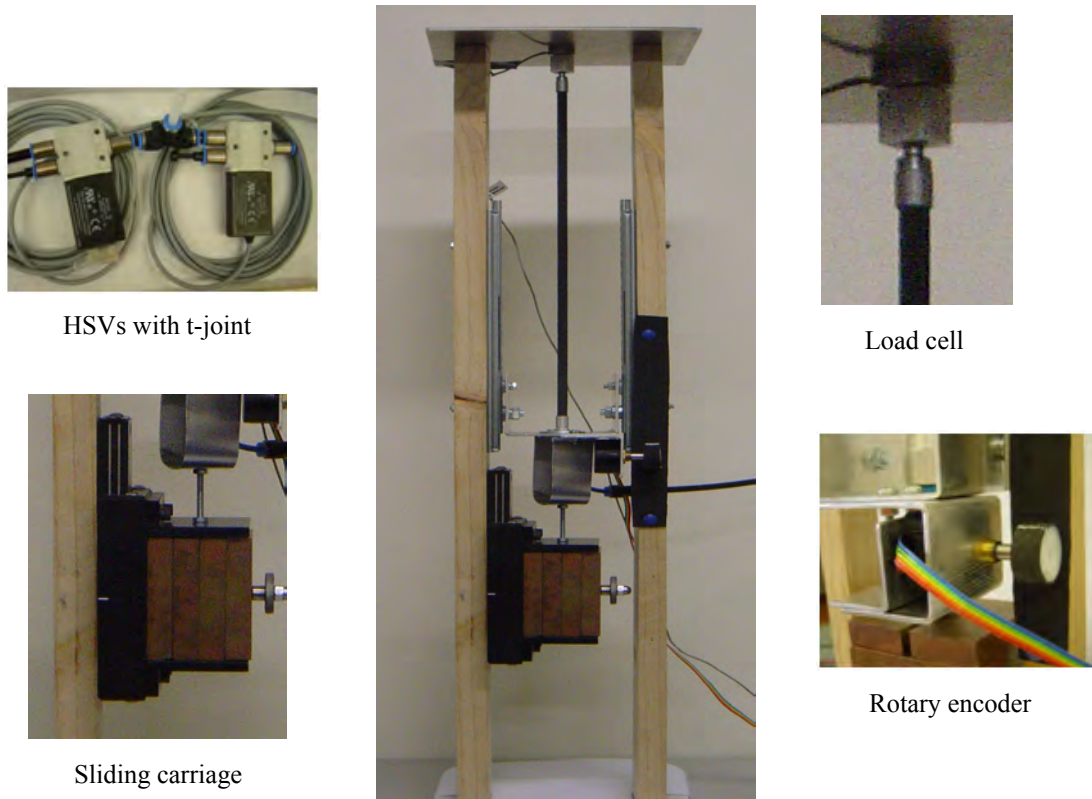 HSVs with t-joint
Load cell
Sliding carriage
Rotary encoder